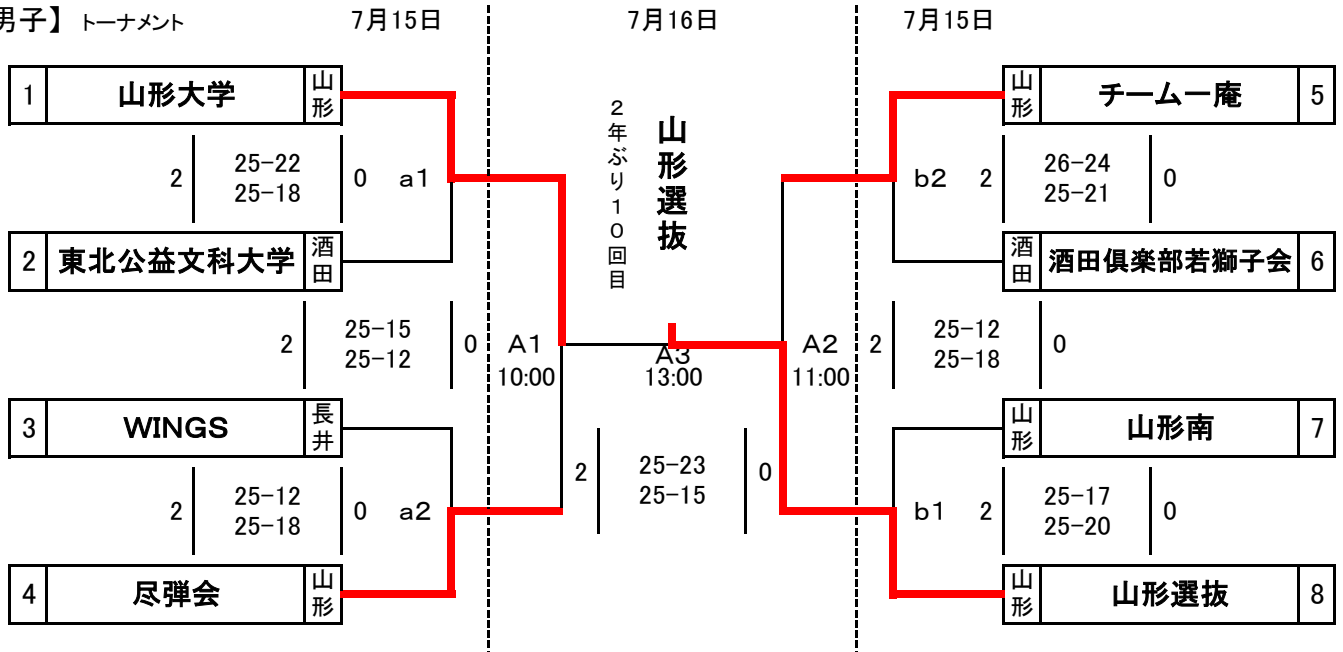 男子】 トーナメント
7月15日
7月16日
7月15日
1 山形大学 山形
2 25-22 0 a1
25-18
2 東北公益文科大学 酒田
2 25-15 0
25-12
3 WINGS 長井
2 25-12 0 a2
25-18
4 尽弾会 山形
2年ぶり10回目
山形選抜
A1
10:00
A3
13:00
A2
11:00
2 25-23 0
25-15
山形 チーム一庵 5
b2 2 26-24 0
25-21
酒田 酒田倶楽部若獅子会 6
2 25-12 0
25-18
山形 山形南 7
b1 2 25-17 0
25-20
山形 山形選抜 8